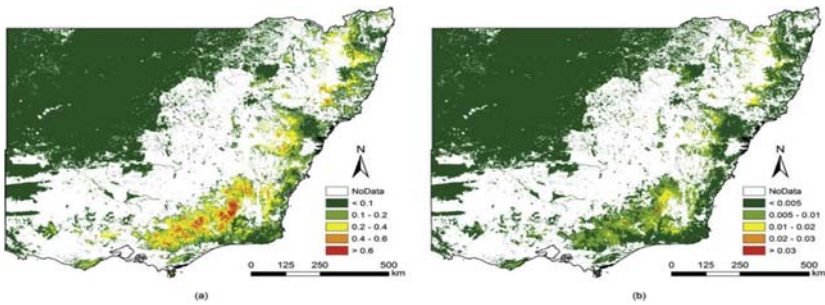 N
NoData
< 0.1
0.1 - 0.2
0.2 - 0.4
0.4 - 0.6
> 0.6
0 125 250 500
km
(a)
N
NoData
< 0.005
0.005 - 0.01
0.01 - 0.02
0.02 - 0.03
> 0.03
0 125 250 500
km
(b)